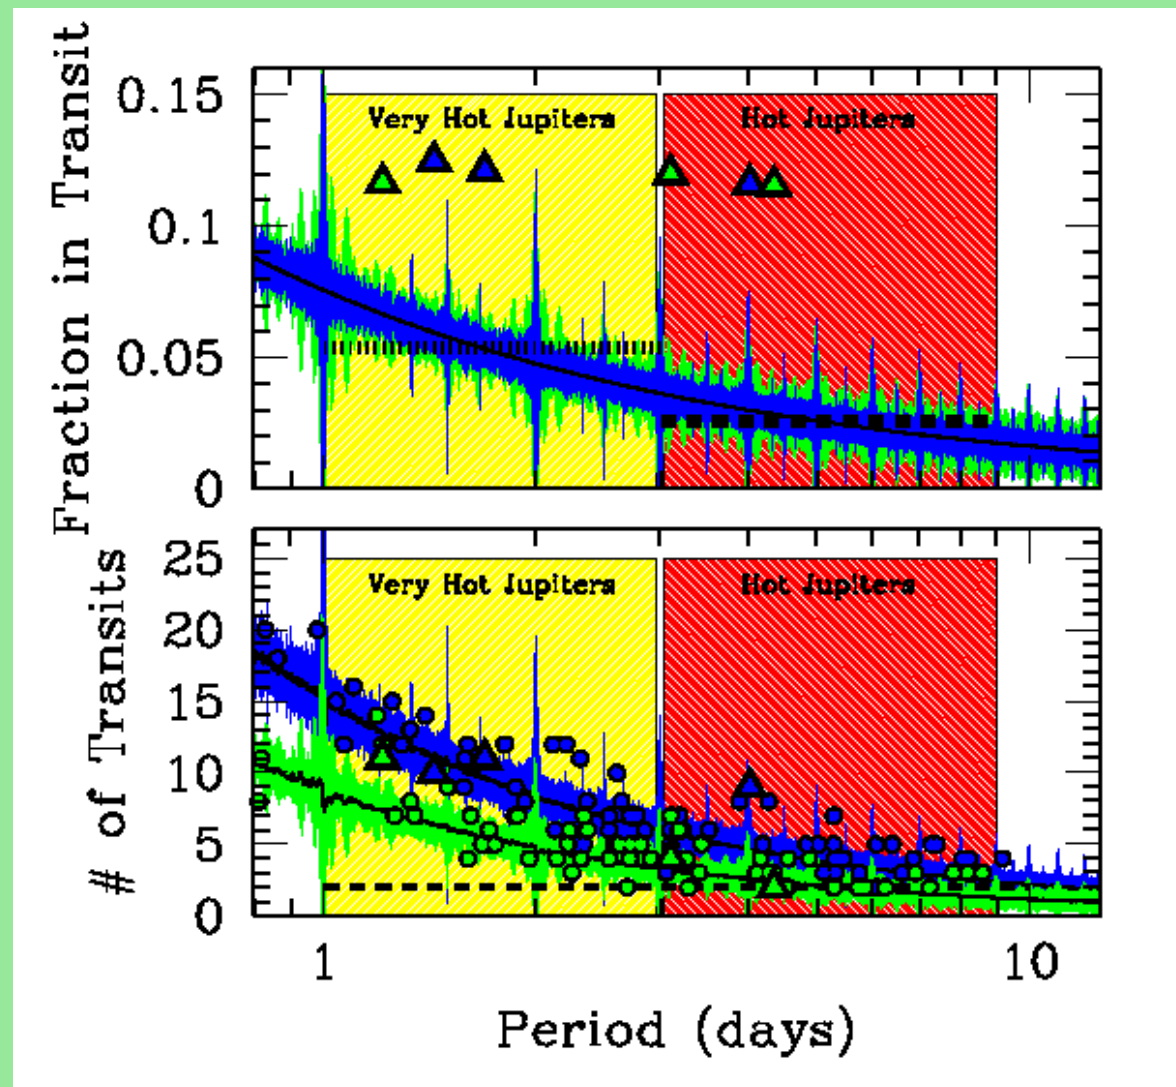 Fraction in Transit
0.15
0.1
0.05
0
Very Hot Jupiters
Hot Jupiters
# of Transits
25
20
15
10
5
0
Very Hot Jupiters
Hot Jupiters
1
10
Period (days)